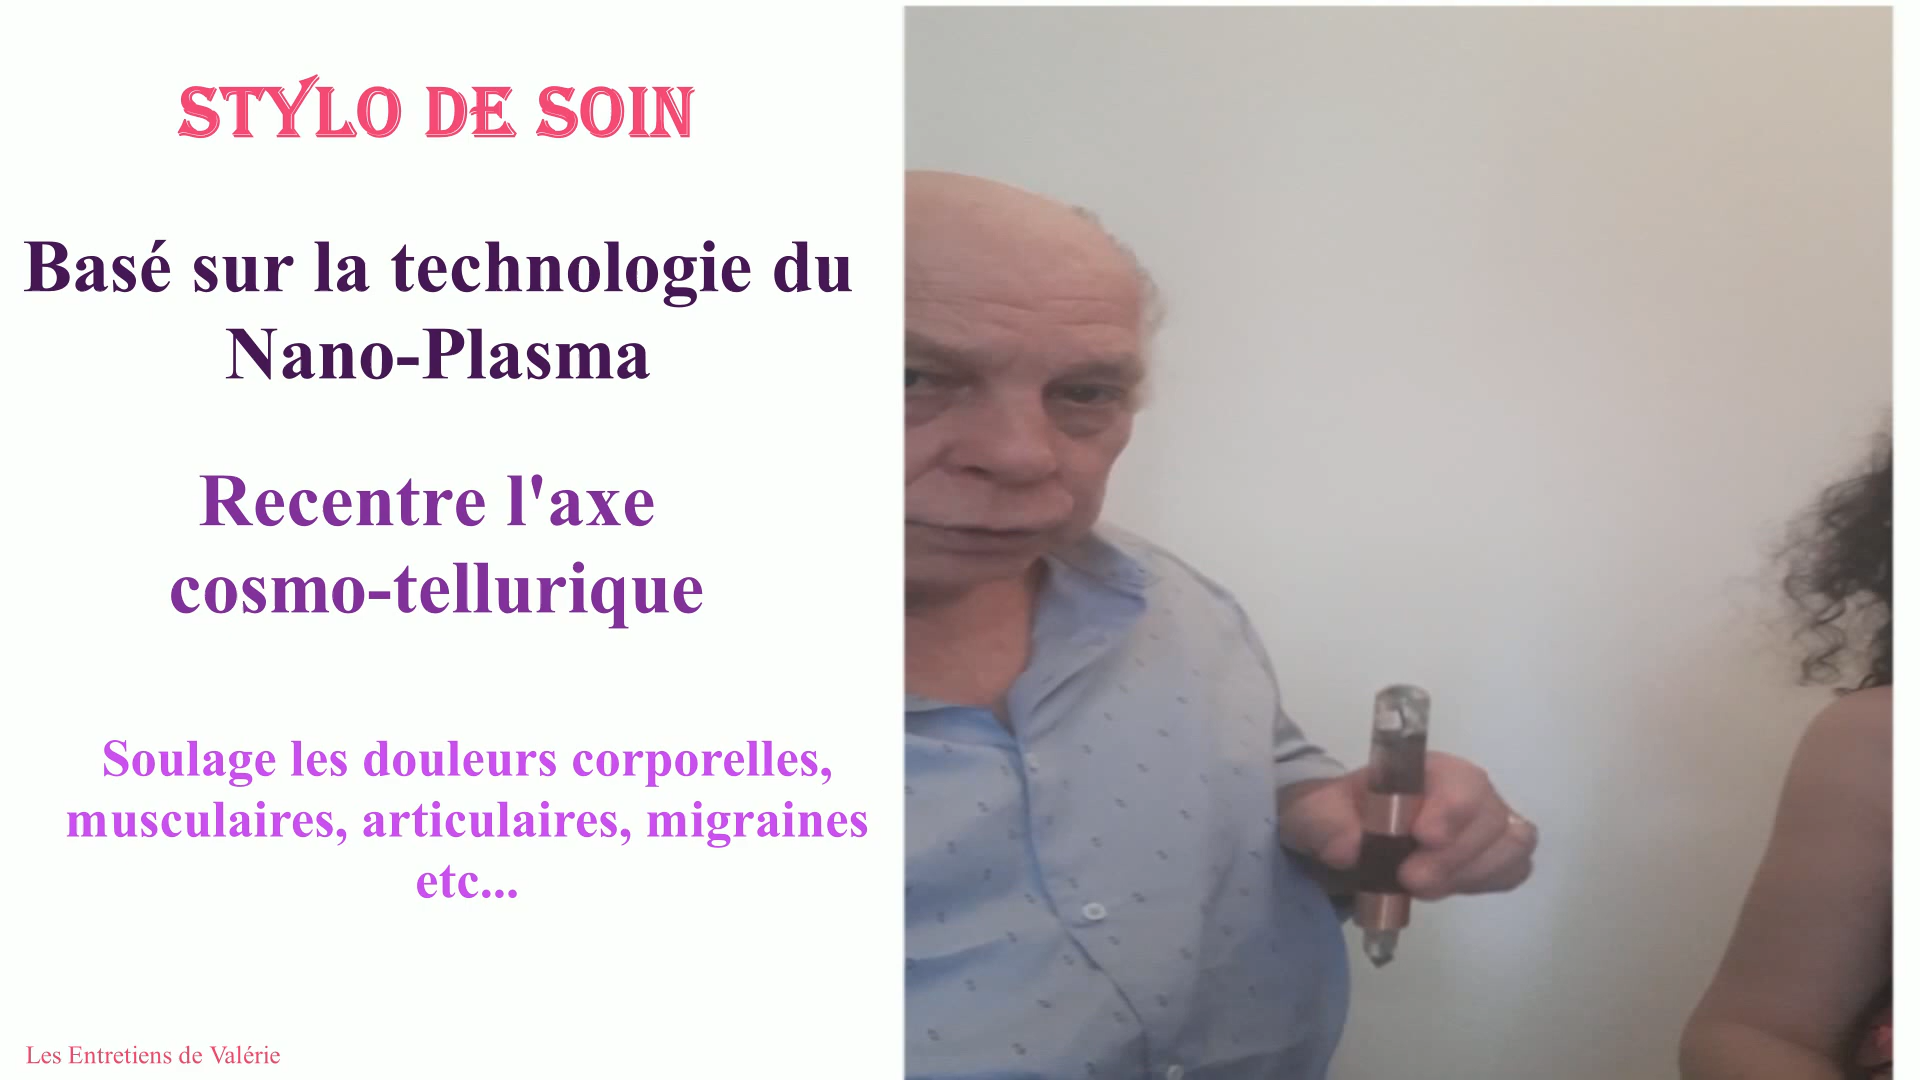 STYLO DE SOIN
Basé sur la technologie du
Nano-Plasma
Recentre l'axe
cosmo-tellurique
Soulage les douleurs corporelles,
musculaires, articulaires, migraines
etc...
Les Entretiens de Valérie